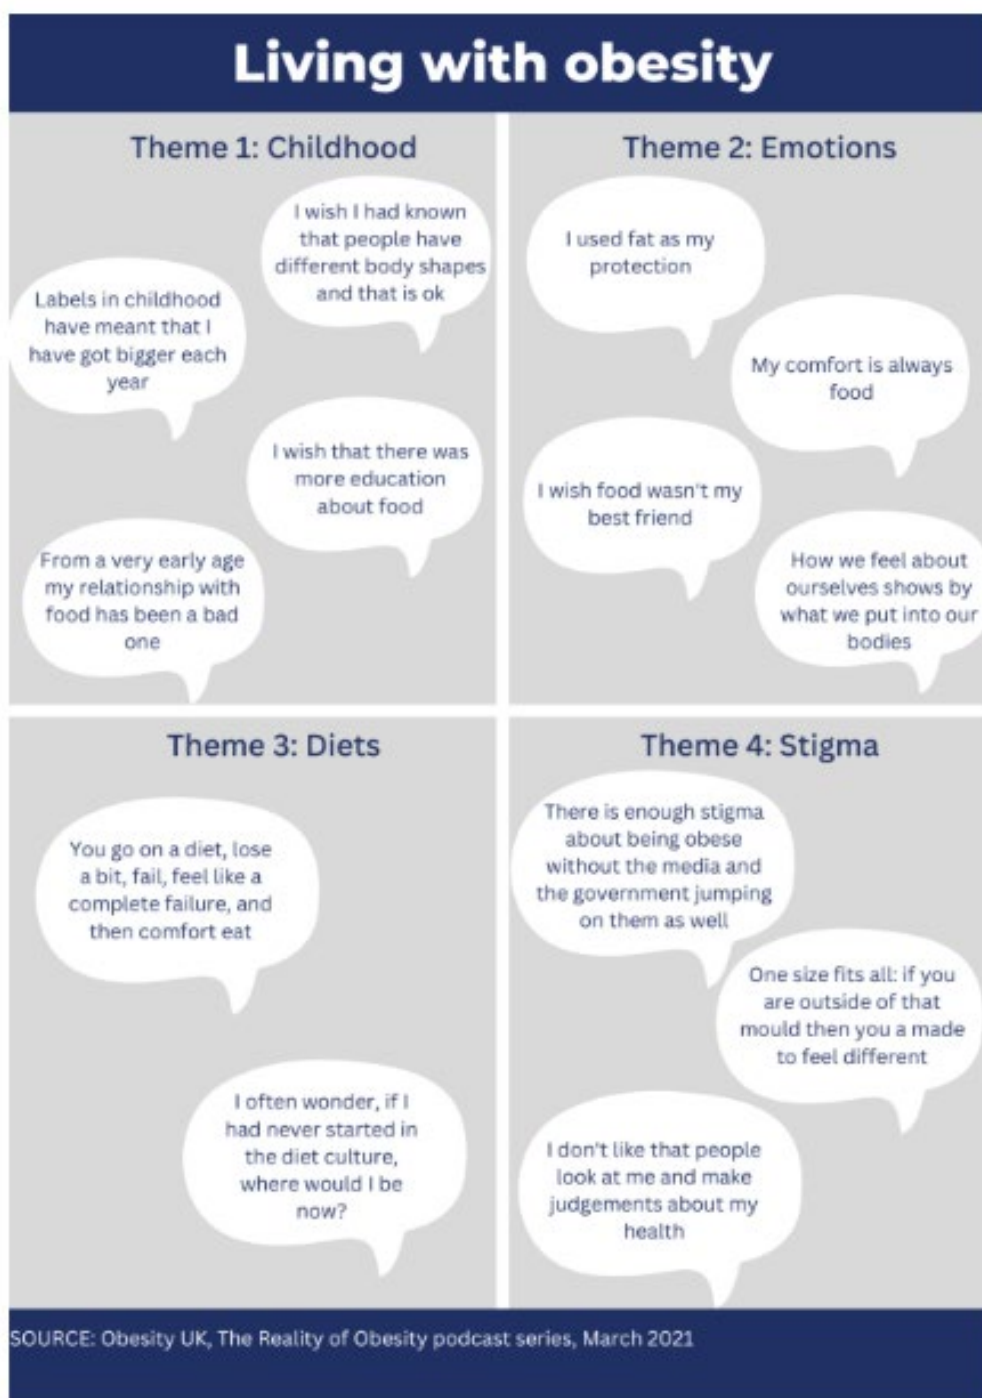 Living with obesity
Theme 1: Childhood
I wish I had known
that people have
different body shapes
and that is ok
Labels in childhood
have meant that I
have got bigger each
year
I wish that there was
more education
about food
From a very early age
my relationship with
food has been a bad
one
Theme 2: Emotions
I used fat as my
protection
My comfort is always
food
I wish food wasn't my
best friend
How we feel about
ourselves shows by
what we put into our
bodies
Theme 3: Diets
You go on a diet, lose
a bit, fail, feel like a
complete failure, and
then comfort eat
I often wonder, if I
had never started in
the diet culture,
where would I be
now?
Theme 4: Stigma
There is enough stigma
about being obese
without the media and
the government jumping
on them as well
One size fits all: if you
are outside of that
mould then you a made
to feel different
I don't like that people
look at me and make
judgements about my
health
SOURCE: Obesity UK, The Reality of Obesity podcast series, March 2021